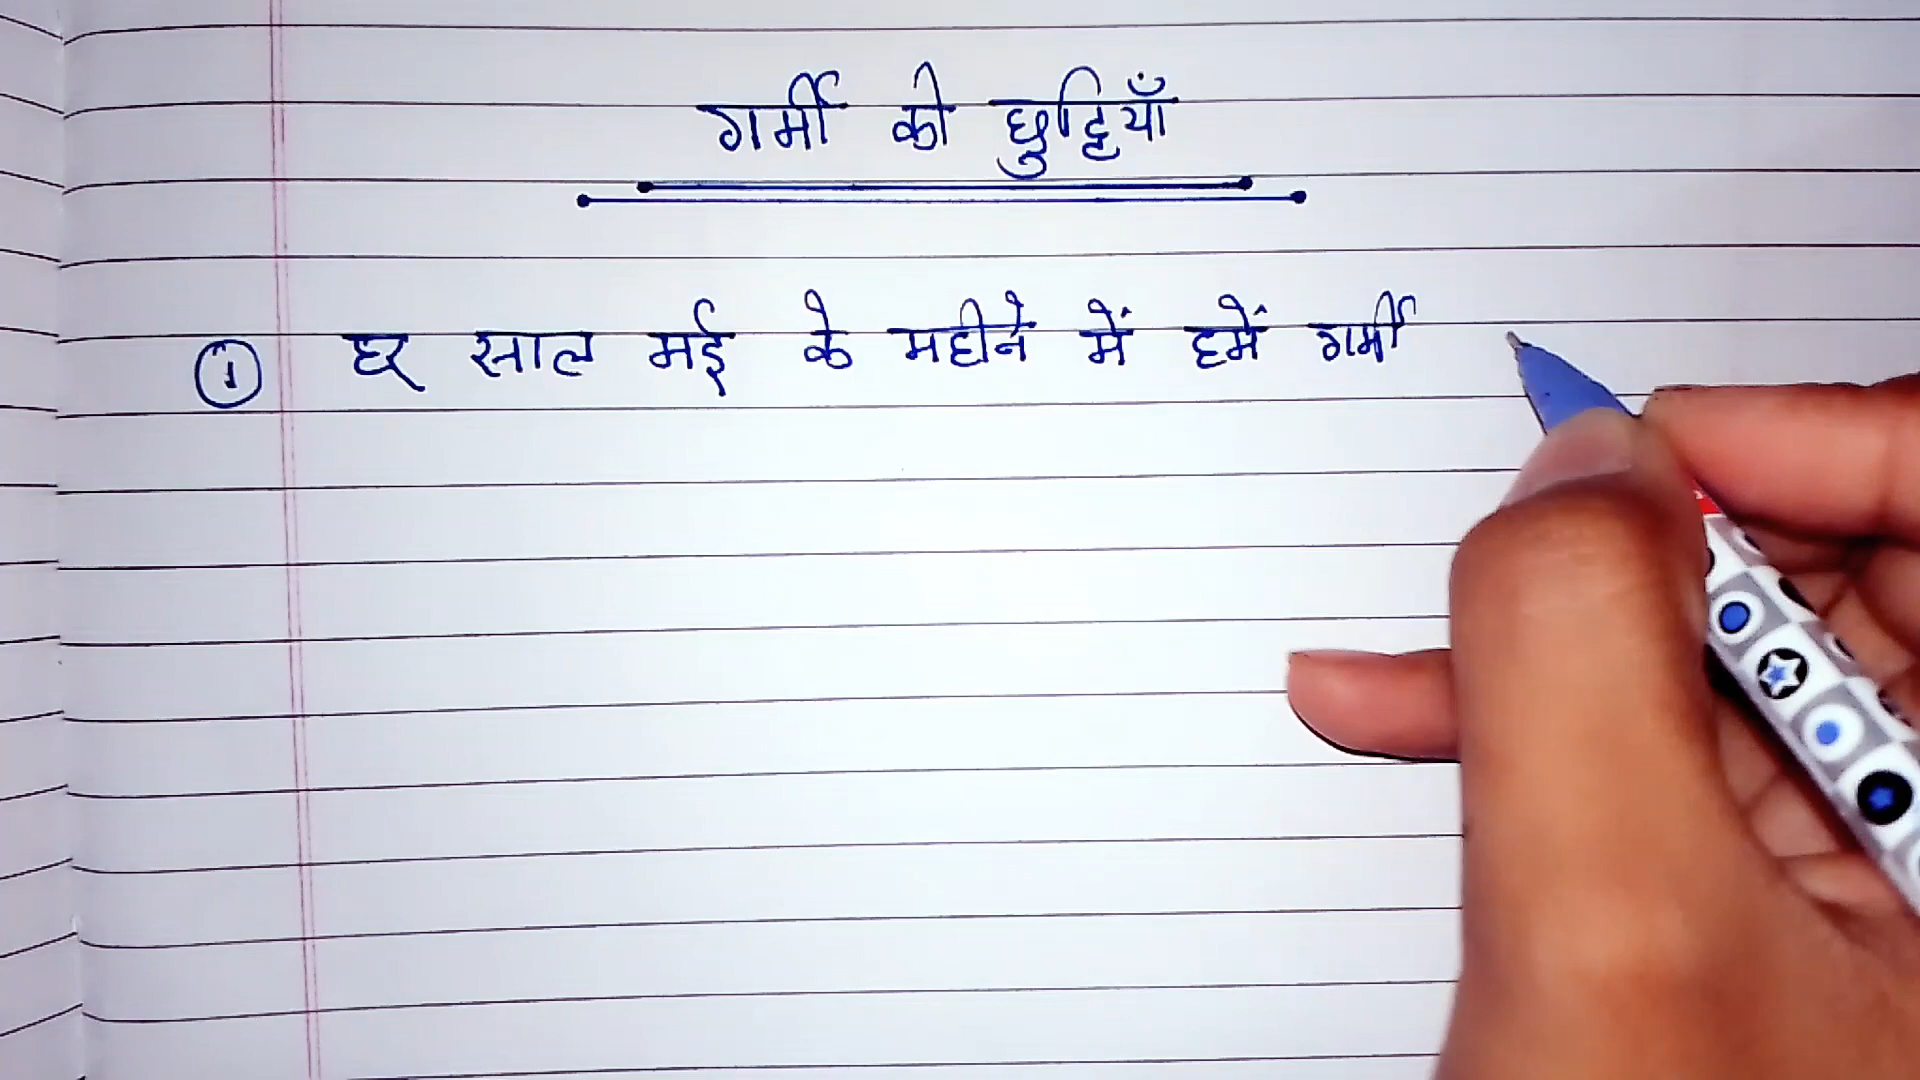 गर्मी की छुट्टियाँ
① हर साल मई के महीने में हमें गर्मी